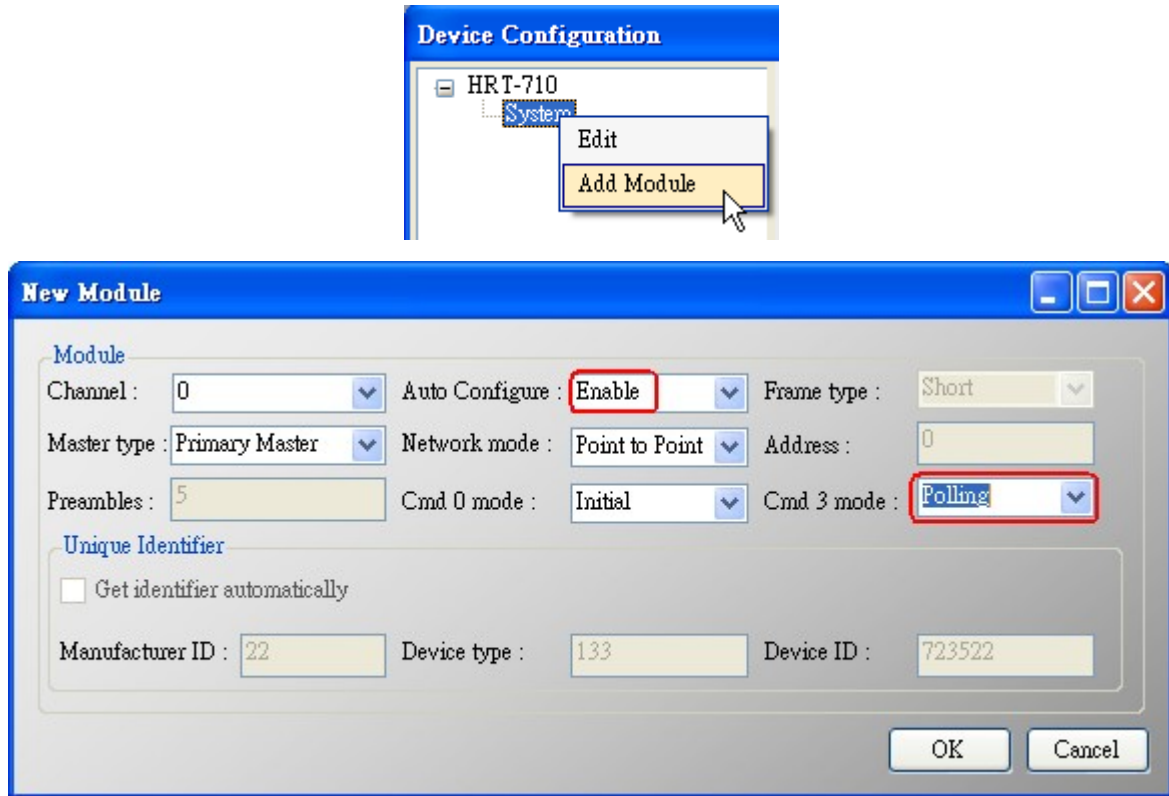 Device Configuration
HRT-710
System
Edit
Add Module
New Module
Module
Channel : 0 Auto Configure : Enable Frame type : Short
Master type : Primary Master Network mode : Point to Point Address : 0
Preambles : 5 Cmd 0 mode : Initial Cmd 3 mode : Polling
Unique Identifier
Get identifier automatically
Manufacturer ID : 22 Device type : 133 Device ID : 723522
OK Cancel